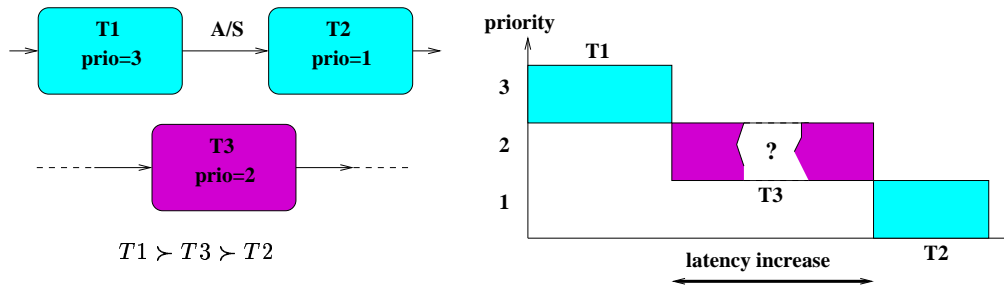 T1
prio=3
A/S
T2
prio=1
T3
prio=2
T1 ≻ T3 ≻ T2
priority
T1
3
2
?
T3
1
T2
latency increase